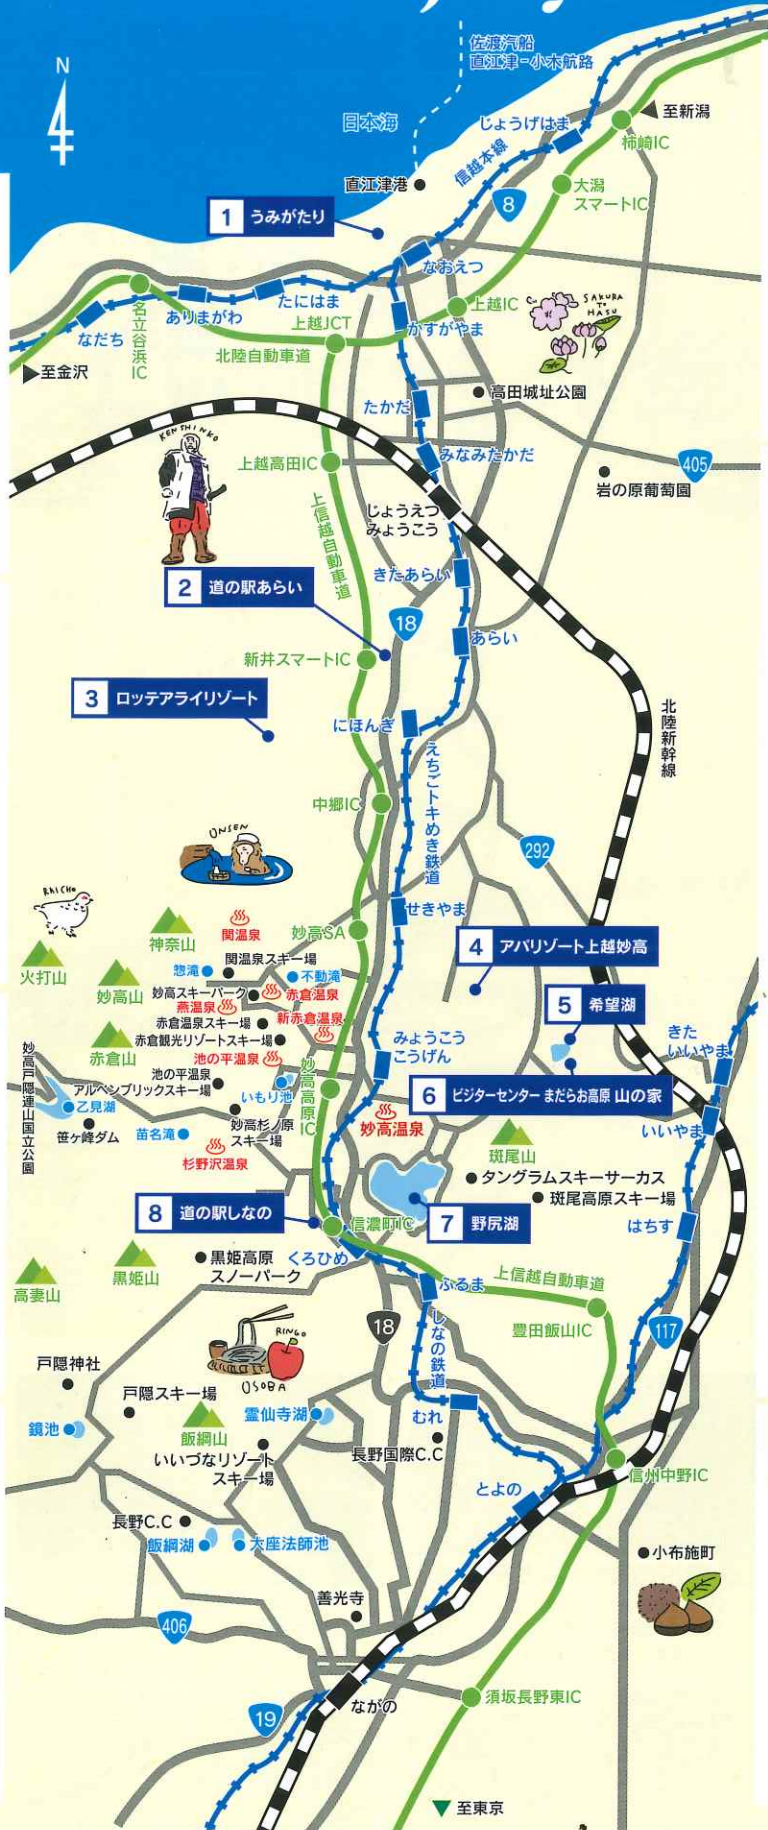 佐渡汽船
直江津－小木航路
N
至新潟
日本海
じょうげはま
柿崎IC
信越本線
直江津港
大潟
スマートIC
8
1 うみがたり
なおえつ
名立谷浜IC
たにはま
ありまがわ
上越IC
SAKURA
TO
HASU
なだち
上越JCT
かすがやま
北陸自動車道
至金沢
高田城址公園
たかだ
KENSHINKO
みなみたかだ
上越高田IC
405
岩の原葡萄園
じょうえつ
みょうこう
上信越自動車道
きたあらい
2 道の駅あらい
18
あらい
新井スマートIC
3 ロッテアライリゾート
にほんぎ
北陸新幹線
えちごトキめき鉄道
中郷IC
UNSEN
292
RAICHO
せきやま
神奈山
関温泉
妙高SA
4 アパリゾート上越妙高
火打山
関温泉スキー場
惣滝
不動滝
妙高山
妙高スキーパーク
赤倉温泉
燕温泉
5 希望湖
赤倉温泉スキー場
新赤倉温泉
赤倉山
赤倉観光リゾートスキー場
みょうこう
こうげん
きた
いいやま
池の平温泉
妙高戸隠連山国立公園
池の平温泉
アルペンブリックスキー場
いもり池
妙高高原IC
6 ビジターセンター まだらお高原 山の家
乙見湖
笹ヶ峰ダム
苗名滝
妙高杉ノ原
スキー場
妙高温泉
いいやま
杉野沢温泉
斑尾山
タングラムスキーサーカス
斑尾高原スキー場
8 道の駅しなの
信濃町IC
7 野尻湖
はちす
くろひめ
黒姫高原
スノーパーク
高妻山
黒姫山
ふるま
上信越自動車道
豊田飯山IC
18
117
RINGO
しなの鉄道
OSOBA
戸隠神社
戸隠スキー場
鏡池
飯綱山
霊仙寺湖
むれ
いいづなリゾート
スキー場
長野国際C.C
信州中野IC
とよの
長野C.C
飯綱湖
大座法師池
小布施町
善光寺
406
須坂長野東IC
ながの
19
至東京